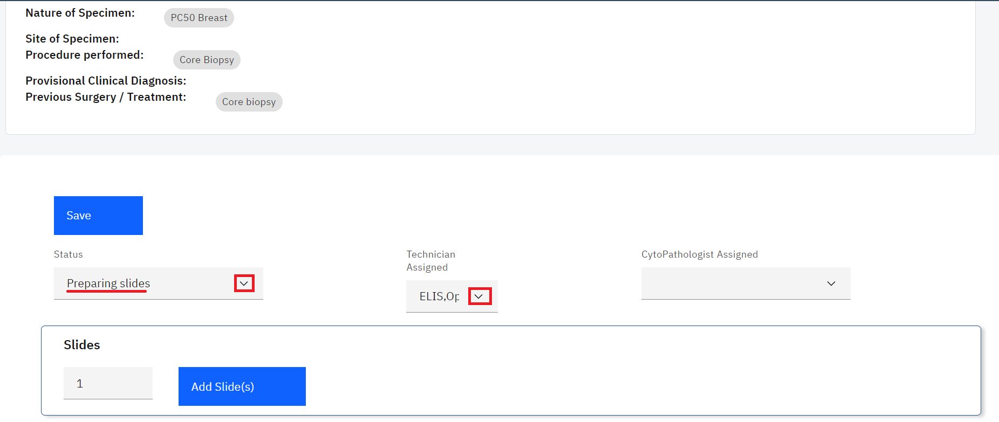 Nature of Specimen: PC50 Breast
Site of Specimen:
Procedure performed: Core Biopsy
Provisional Clinical Diagnosis:
Previous Surgery / Treatment: Core biopsy
Save
Status
Preparing slides
Technician
Assigned
ELIS,Op
CytoPathologist Assigned
Slides
1
Add Slide(s)